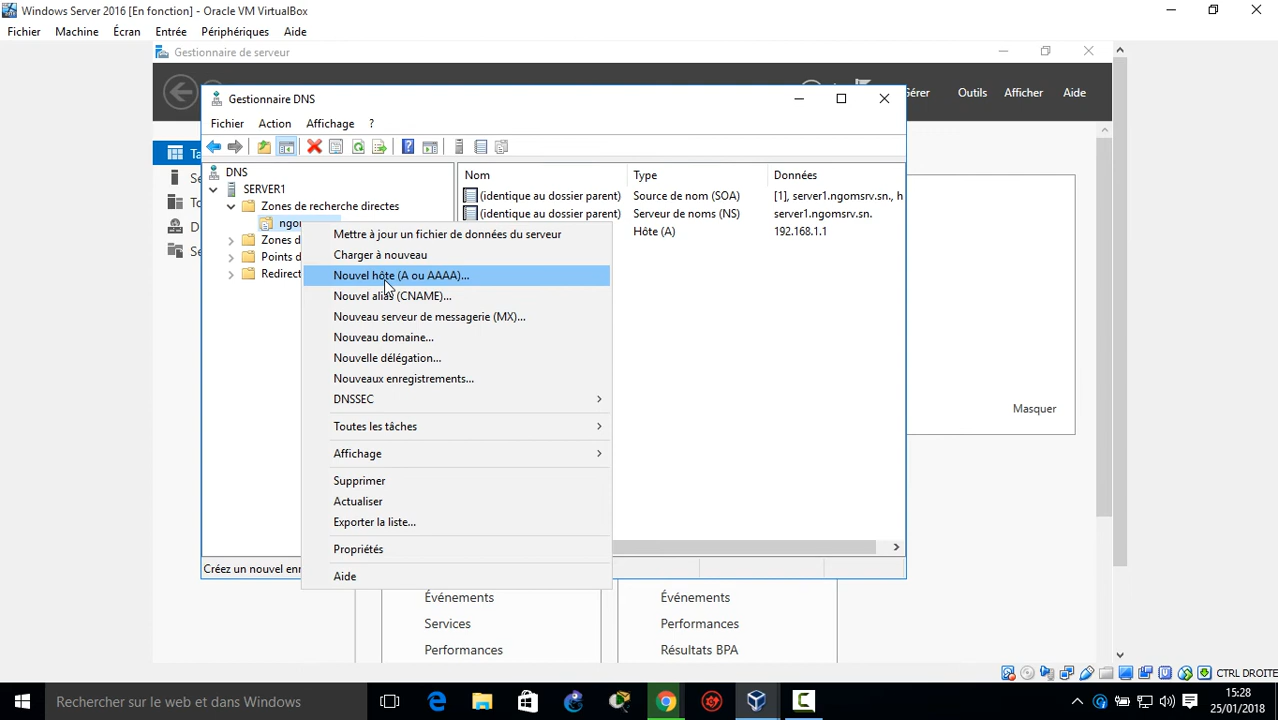 Windows Server 2016 [En fonction] - Oracle VM VirtualBox
Fichier Machine Écran Entrée Périphériques Aide
Gestionnaire de serveur
Outils Afficher Aide
Gestionnaire DNS
Fichier Action Affichage ?
DNS
SERVER1
Zones de recherche directes
Nom Type Données
(identique au dossier parent) Source de nom (SOA) [1], server1.ngomsrv.sn., h
(identique au dossier parent) Serveur de noms (NS) server1.ngomsrv.sn.
Hôte (A) 192.168.1.1
Mettre à jour un fichier de données du serveur
Charger à nouveau
Nouvel hôte (A ou AAAA)...
Nouvel alias (CNAME)...
Nouveau serveur de messagerie (MX)...
Nouveau domaine...
Nouvelle délégation...
Nouveaux enregistrements...
DNSSEC
Toutes les tâches
Affichage
Supprimer
Actualiser
Exporter la liste...
Propriétés
Aide
Masquer
Créez un nouvel
Événements Événements
Services Performances
Performances Résultats BPA
CTRL DROITE
Rechercher sur le web et dans Windows
15:28
25/01/2018